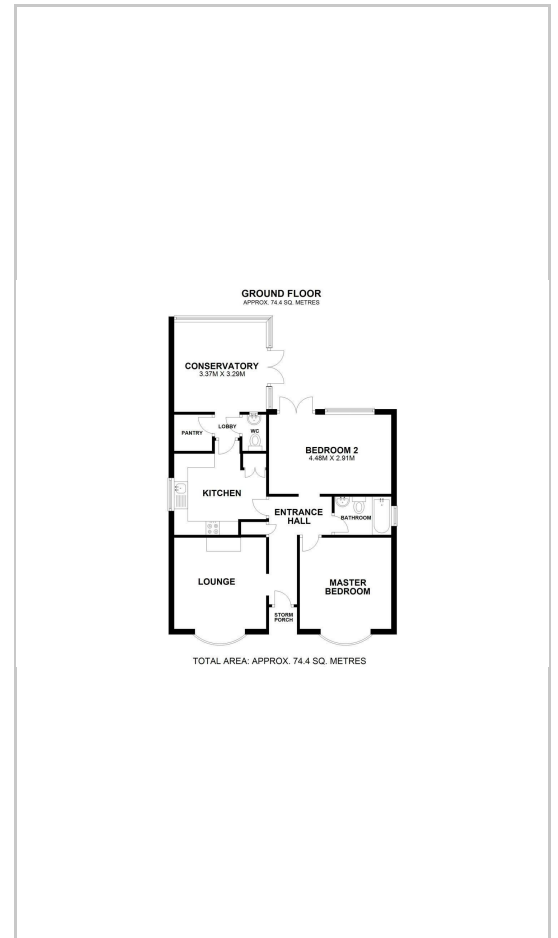 GROUND FLOOR
APPROX. 74.4 SQ. METRES
CONSERVATORY
3.37M X 3.29M
PANTRY
LOBBY
WC
BEDROOM 2
4.48M X 2.91M
KITCHEN
ENTRANCE
HALL
BATHROOM
LOUNGE
MASTER
BEDROOM
STORM
PORCH
TOTAL AREA: APPROX. 74.4 SQ. METRES